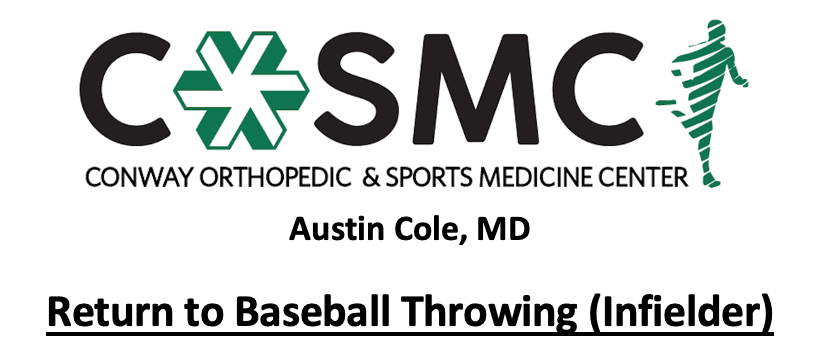 COSMC
CONWAY ORTHOPEDIC & SPORTS MEDICINE CENTER
Austin Cole, MD
Return to Baseball Throwing (Infielder)